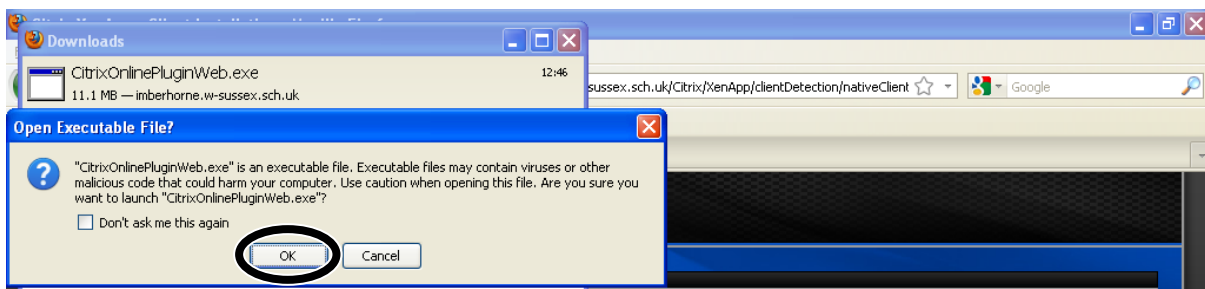 Downloads
CitrixOnlinePluginWeb.exe
12:46
11.1 MB — imberhorne.w-sussex.sch.uk
sussex.sch.uk/Citrix/XenApp/clientDetection/nativeClient
Google
Open Executable File?
"CitrixOnlinePluginWeb.exe" is an executable file. Executable files may contain viruses or other
malicious code that could harm your computer. Use caution when opening this file. Are you sure you
want to launch "CitrixOnlinePluginWeb.exe"?
Don't ask me this again
OK
Cancel